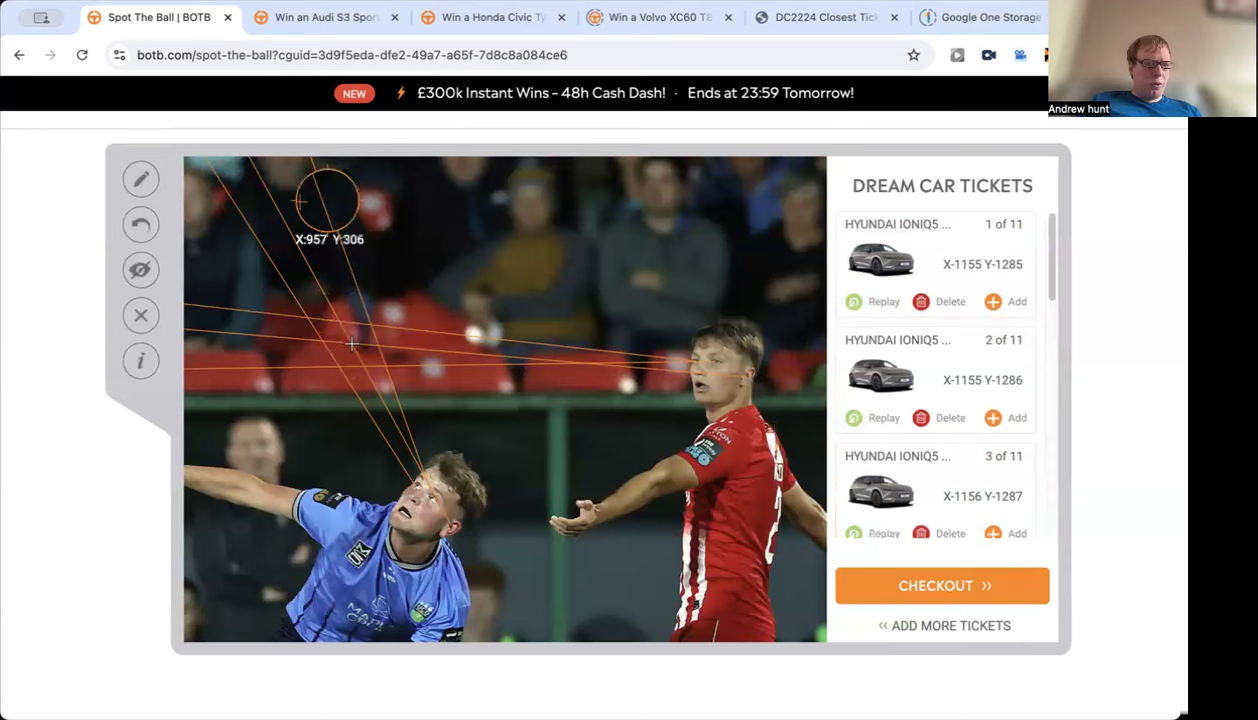 Spot The Ball | BOTB
Win an Audi S3 Spor
Win a Honda Civic Ty
Win a Volvo XC60 T8
DC2224 Closest Tick
Google One Storage
botb.com/spot-the-ball?cguid=3d9f5eda-dfe2-49a7-a65f-7d8c8a084ce6
NEW £300k Instant Wins - 48h Cash Dash! · Ends at 23:59 Tomorrow!
Andrew hunt
X:957 Y:306
DREAM CAR TICKETS
HYUNDAI IONIQ5 ... 1 of 11
X-1155 Y-1285
Replay Delete Add
HYUNDAI IONIQ5 ... 2 of 11
X-1155 Y-1286
Replay Delete Add
HYUNDAI IONIQ5 ... 3 of 11
X-1156 Y-1287
Replay Delete Add
CHECKOUT >>
<< ADD MORE TICKETS